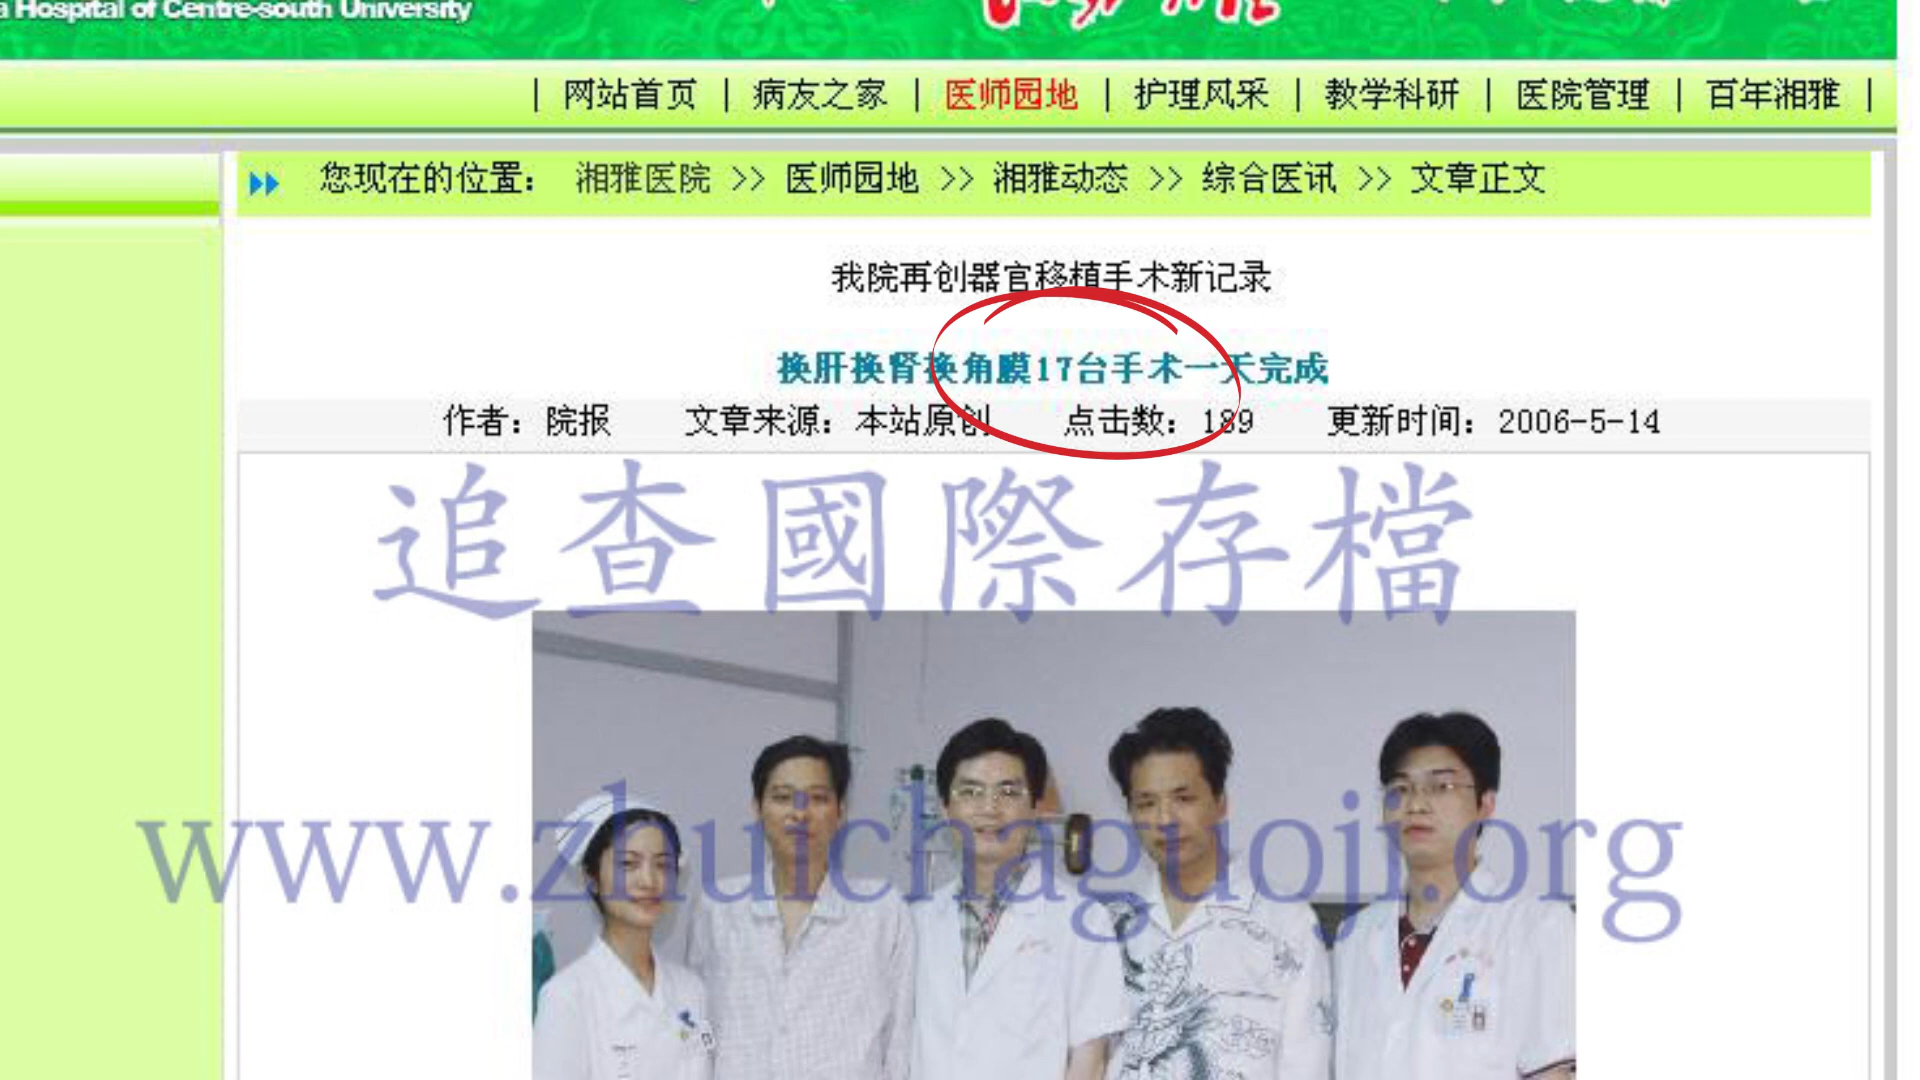 Hospital of Centre-south University
| 网站首页 | 病友之家 | 医师园地 | 护理风采 | 教学科研 | 医院管理 | 百年湘雅 |
您现在的位置： 湘雅医院 >> 医师园地 >> 湘雅动态 >> 综合医讯 >> 文章正文
我院再创器官移植手术新记录
换肝换肾换角膜17台手术一天完成
作者：院报 文章来源：本站原创 点击数：189 更新时间：2006-5-14
追查國際存檔
www.zhuichaguoji.org